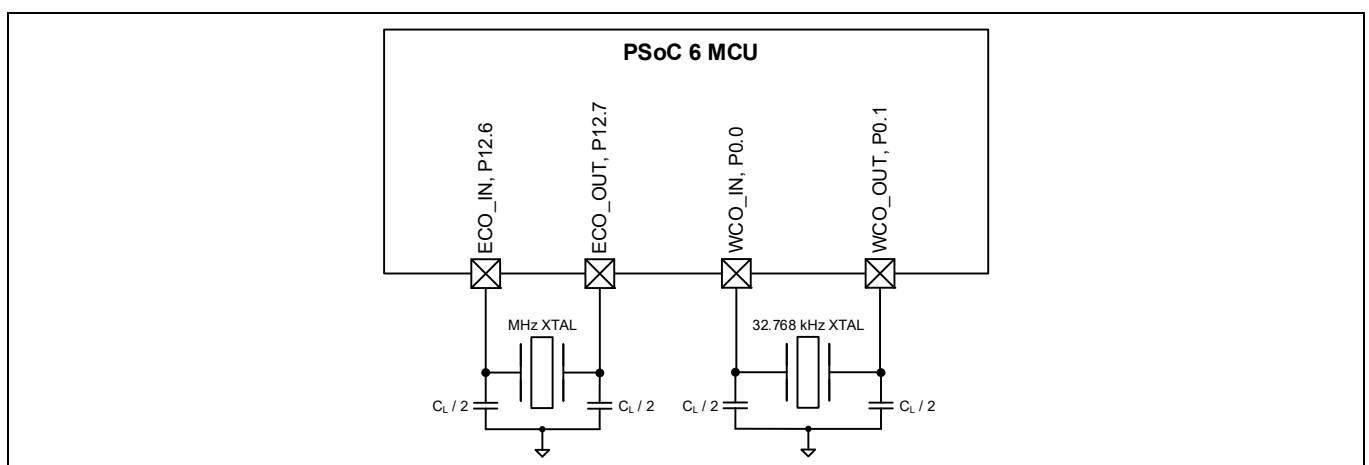 PSoC 6 MCU
ECO_IN, P12.6
ECO_OUT, P12.7
WCO_IN, P0.0
WCO_OUT, P0.1
MHz XTAL
32.768 kHz XTAL
CL / 2
CL / 2
CL / 2
CL / 2